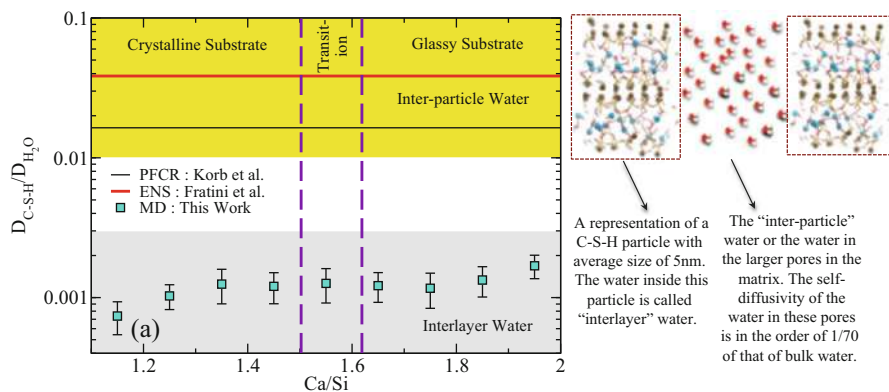 0.1
0.01
0.001
D_C-S-H/D_H₂O
Crystalline Substrate
Transit-
ion
Glassy Substrate
Inter-particle Water
PFCR : Korb et al.
ENS : Fratini et al.
MD : This Work
(a)
Interlayer Water
1.2
1.4
1.6
1.8
2
Ca/Si
A representation of a
C-S-H particle with
average size of 5nm.
The water inside this
particle is called
“interlayer” water.
The “inter-particle”
water or the water in
the larger pores in the
matrix. The self-
diffusivity of the
water in these pores
is in the order of 1/70
of that of bulk water.